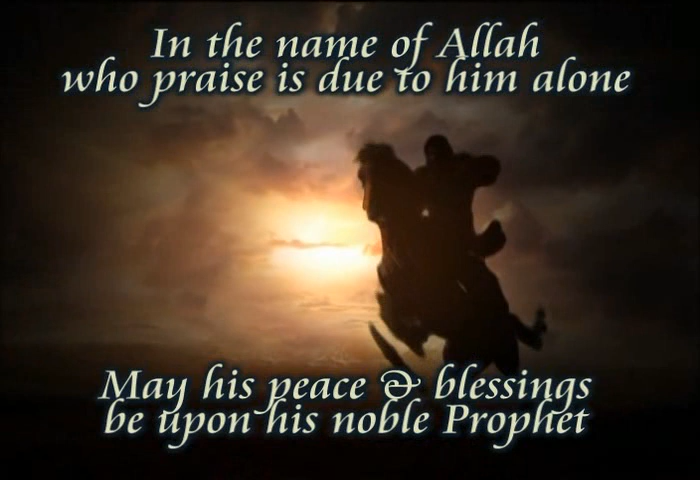 In the name of Allah
who praise is due to him alone
May his peace & blessings
be upon his noble Prophet